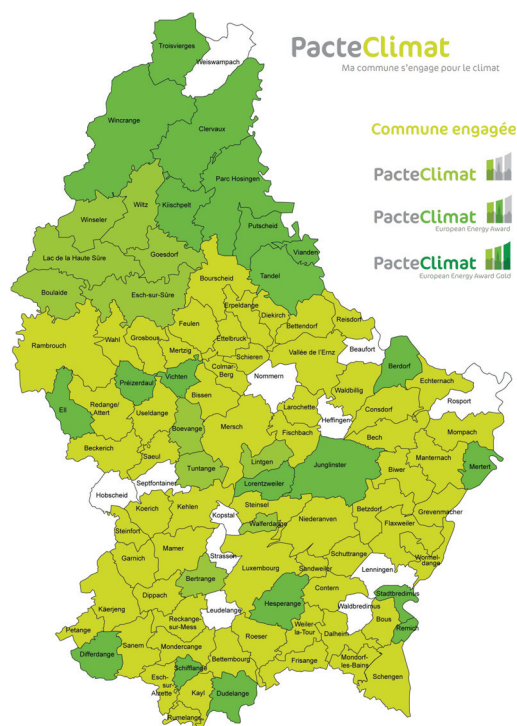 PacteClimat
Ma commune s'engage pour le climat
Commune engagée
PacteClimat
PacteClimat
European Energy Award
PacteClimat
European Energy Award Gold
Troisvierges
Weiswampach
Wincrange
Clervaux
Parc Hosingen
Wiltz
Kiischpelt
Winseler
Putscheid
Vianden
Goesdorf
Lac de la Haute Sûre
Tandel
Bourscheid
Boulaide
Esch-sur-Sûre
Erpeldange
Diekirch
Reisdorf
Bettendorf
Feulen
Ettelbruck
Rambrouch
Wahl
Grosbous
Mertzig
Schieren
Vallée de l'Ernz
Beaufort
Berdorf
Colmar-
Berg
Nommern
Echternach
Préizerdaul
Vichten
Waldbillig
Bissen
Rosport
Ell
Redange/
Attert
Useldange
Larochette
Consdorf
Heffingen
Boevange
Mersch
Fischbach
Mompach
Beckerich
Saeul
Bech
Lintgen
Junglinster
Manternach
Tuntange
Biwer
Mertert
Lorentzweiler
Septfontaines
Hobscheid
Koerich
Kehlen
Steinsel
Betzdorf
Grevenmacher
Kopstal
Walferdange
Niederanven
Flaxweiler
Steinfort
Mamer
Strassen
Schuttrange
Wormel-
dange
Garnich
Luxembourg
Sandweiler
Lenningen
Bertrange
Contern
Stadtbredimus
Dippach
Käerjeng
Leudelange
Hesperange
Waldbredimus
Reckange-
sur-Mess
Weiler-
la-Tour
Bous
Remich
Petange
Dalheim
Roeser
Sanem
Mondercange
Differdange
Bettembourg
Frisange
Mondorf-
les-Bains
Schifflange
Esch-
sur-
Alzette
Kayl
Dudelange
Schengen
Rumelange